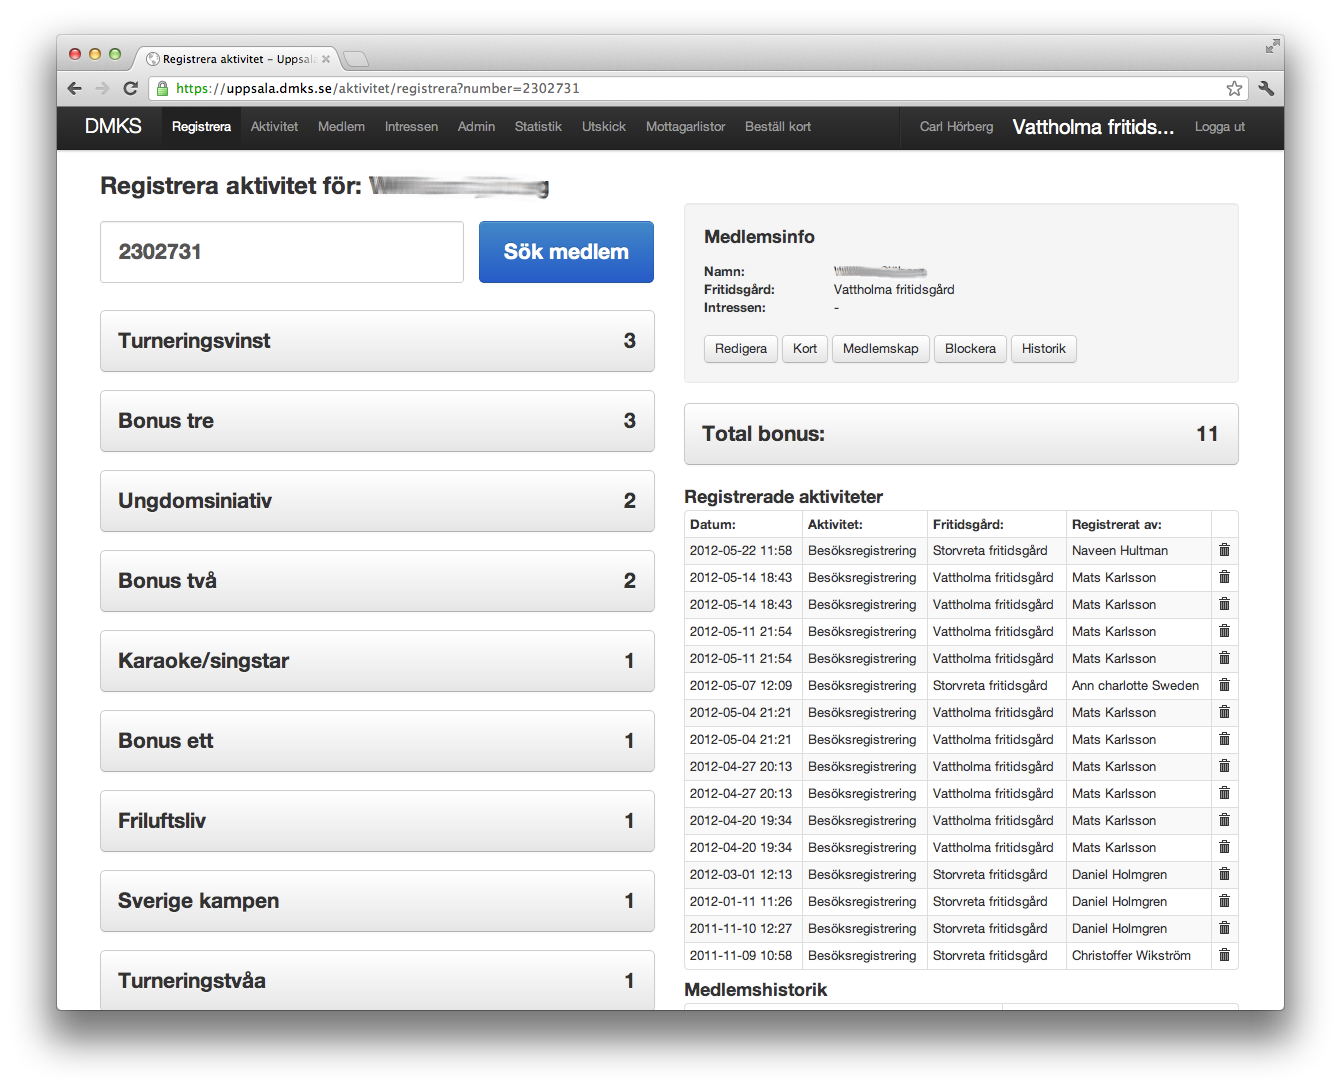 Registrera aktivitet – Uppsala
https://uppsala.dmks.se/aktivitet/registrera?number=2302731
DMKS Registrera Aktivitet Medlem Intressen Admin Statistik Utskick Mottagarlistor Beställ kort Carl Hörberg Vattholma fritids... Logga ut
Registrera aktivitet för:
2302731 Sök medlem
Turneringsvinst 3
Bonus tre 3
Ungdomsiniativ 2
Bonus två 2
Karaoke/singstar 1
Bonus ett 1
Friluftsliv 1
Sverige kampen 1
Turneringstvåa 1
Medlemsinfo
Namn:
Fritidsgård: Vattholma fritidsgård
Intressen: -
Redigera Kort Medlemskap Blockera Historik
Total bonus: 11
Registrerade aktiviteter
Datum: Aktivitet: Fritidsgård: Registrerat av:
2012-05-22 11:58 Besöksregistrering Storvreta fritidsgård Naveen Hultman
2012-05-14 18:43 Besöksregistrering Vattholma fritidsgård Mats Karlsson
2012-05-14 18:43 Besöksregistrering Vattholma fritidsgård Mats Karlsson
2012-05-11 21:54 Besöksregistrering Vattholma fritidsgård Mats Karlsson
2012-05-11 21:54 Besöksregistrering Vattholma fritidsgård Mats Karlsson
2012-05-07 12:09 Besöksregistrering Storvreta fritidsgård Ann charlotte Sweden
2012-05-04 21:21 Besöksregistrering Vattholma fritidsgård Mats Karlsson
2012-05-04 21:21 Besöksregistrering Vattholma fritidsgård Mats Karlsson
2012-04-27 20:13 Besöksregistrering Vattholma fritidsgård Mats Karlsson
2012-04-27 20:13 Besöksregistrering Vattholma fritidsgård Mats Karlsson
2012-04-20 19:34 Besöksregistrering Vattholma fritidsgård Mats Karlsson
2012-04-20 19:34 Besöksregistrering Vattholma fritidsgård Mats Karlsson
2012-03-01 12:13 Besöksregistrering Storvreta fritidsgård Daniel Holmgren
2012-01-11 11:26 Besöksregistrering Storvreta fritidsgård Daniel Holmgren
2011-11-10 12:27 Besöksregistrering Storvreta fritidsgård Daniel Holmgren
2011-11-09 10:58 Besöksregistrering Storvreta fritidsgård Christoffer Wikström
Medlemshistorik